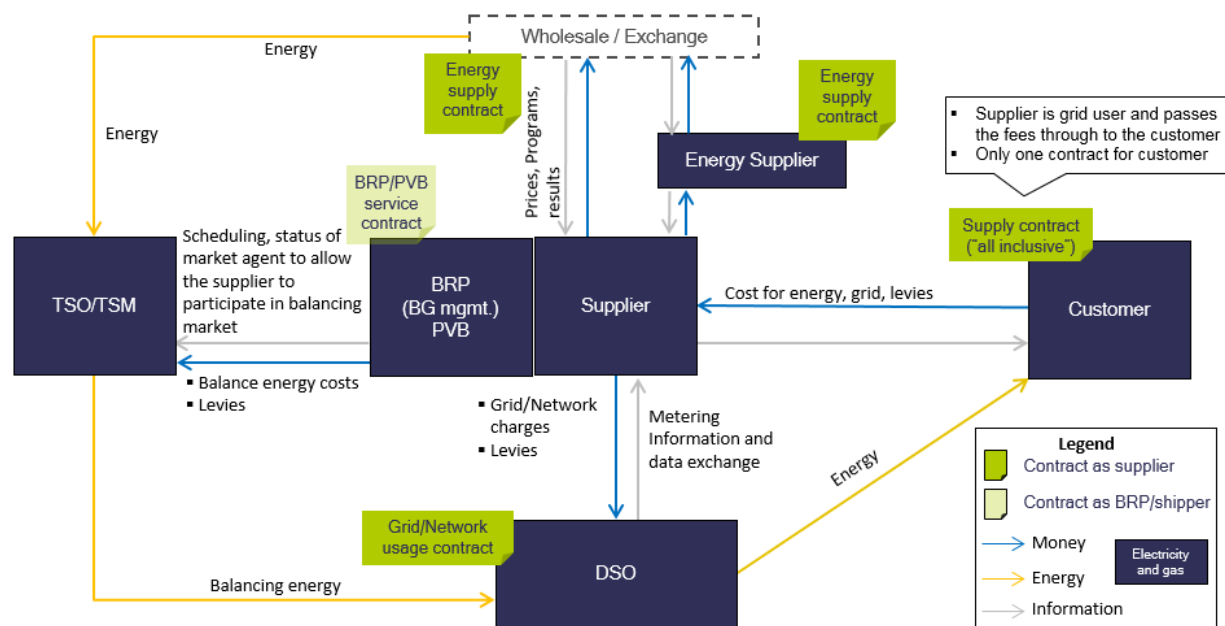 Wholesale / Exchange
Energy
Energy
supply
contract
Energy
supply
contract
▪ Supplier is grid user and passes
the fees through to the customer
▪ Only one contract for customer
Energy
Prices, Programs,
results
Energy Supplier
BRP/PVB
service
contract
Supply contract
("all inclusive")
Scheduling, status of
market agent to allow
the supplier to
participate in balancing
market
TSO/TSM
BRP
(BG mgmt.)
PVB
Supplier
Cost for energy, grid, levies
Customer
▪ Balance energy costs
▪ Levies
▪ Grid/Network
charges
▪ Levies
Metering
Information and
data exchange
Energy
Grid/Network
usage contract
DSO
Balancing energy
Legend
Contract as supplier
Contract as BRP/shipper
Money
Energy
Information
Electricity
and gas